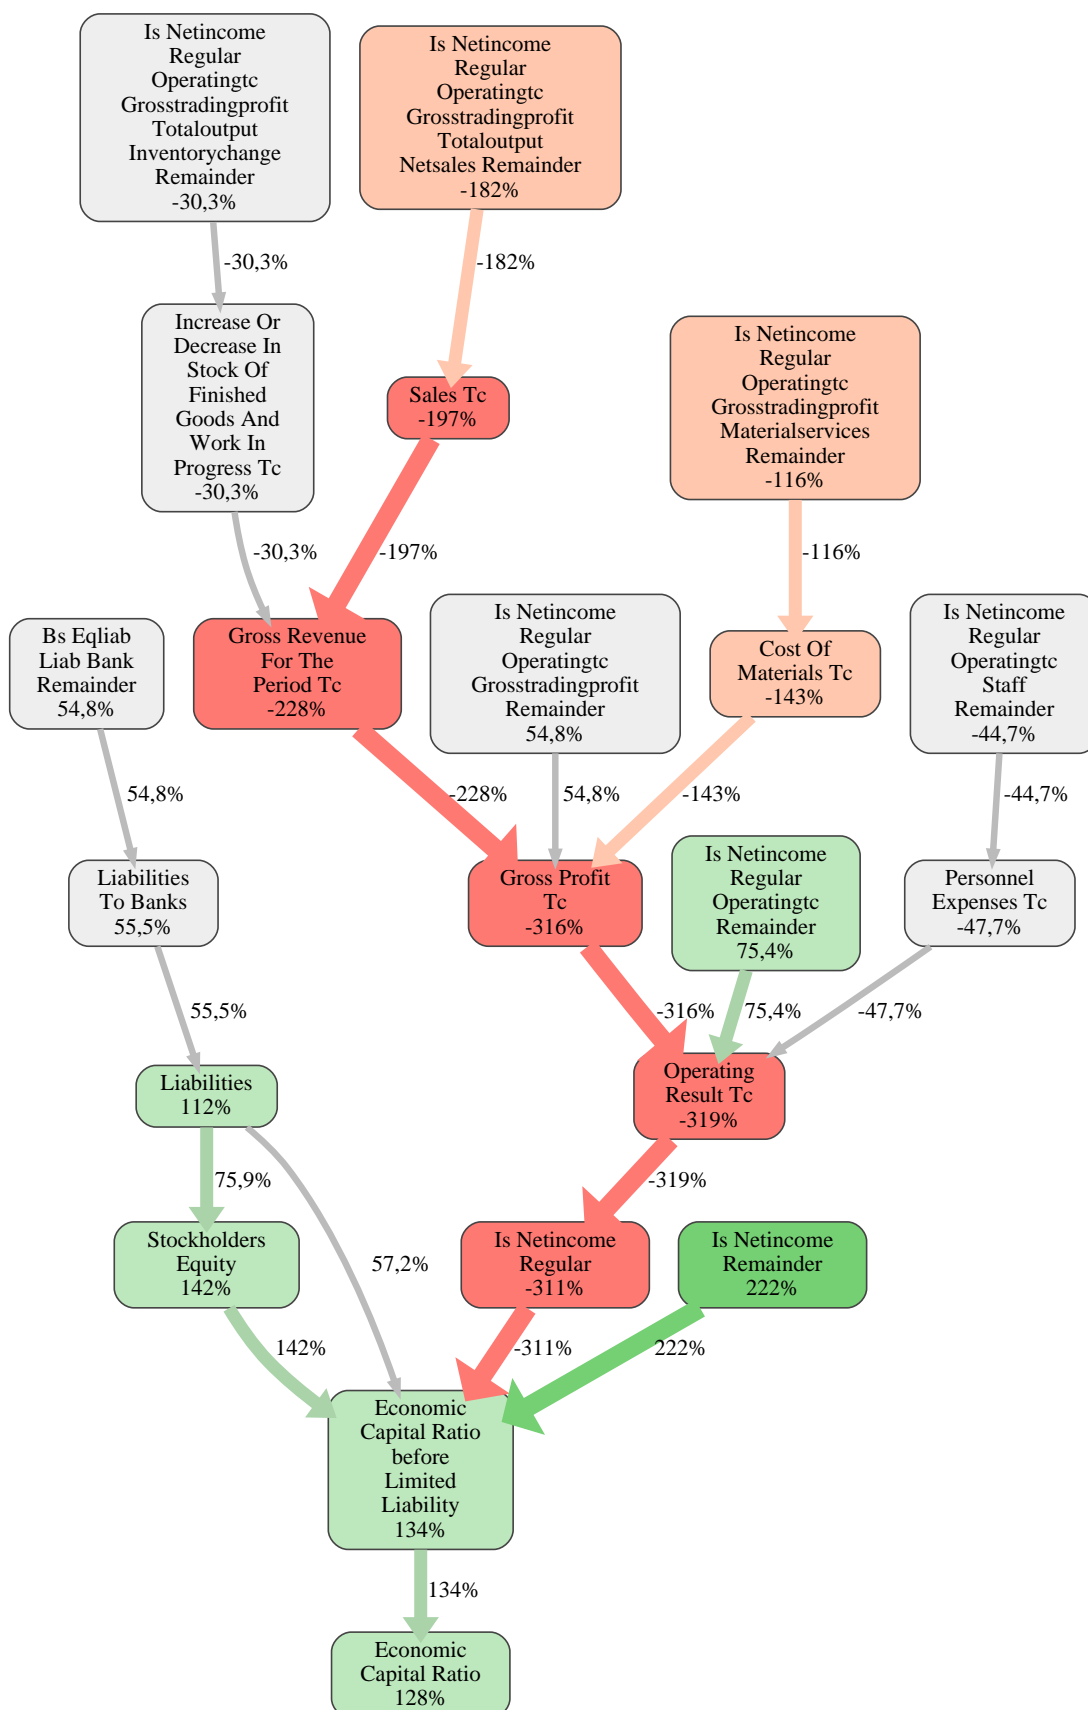 Is Netincome
Regular
Operatingtc
Grosstradingprofit
Totaloutput
Inventorychange
Remainder
-30,3%
Is Netincome
Regular
Operatingtc
Grosstradingprofit
Totaloutput
Netsales Remainder
-182%
-30,3%
-182%
Increase Or
Decrease In
Stock Of
Finished
Goods And
Work In
Progress Tc
-30,3%
Sales Tc
-197%
Is Netincome
Regular
Operatingtc
Grosstradingprofit
Materialservices
Remainder
-116%
-30,3%
-197%
-116%
Bs Eqliab
Liab Bank
Remainder
54,8%
Gross Revenue
For The
Period Tc
-228%
Is Netincome
Regular
Operatingtc
Grosstradingprofit
Remainder
54,8%
Cost Of
Materials Tc
-143%
Is Netincome
Regular
Operatingtc
Staff
Remainder
-44,7%
54,8%
-228%
54,8%
-143%
-44,7%
Liabilities
To Banks
55,5%
Gross Profit
Tc
-316%
Is Netincome
Regular
Operatingtc
Remainder
75,4%
Personnel
Expenses Tc
-47,7%
55,5%
-316%
75,4%
-47,7%
Liabilities
112%
Operating
Result Tc
-319%
75,9%
-319%
Stockholders
Equity
142%
57,2%
Is Netincome
Regular
-311%
Is Netincome
Remainder
222%
142%
-311%
222%
Economic
Capital Ratio
before
Limited
Liability
134%
134%
Economic
Capital Ratio
128%